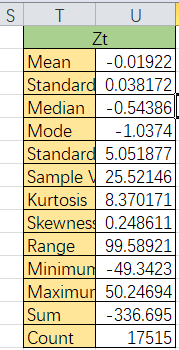 S T U
Zt
Mean -0.01922
Standard 0.038172
Median -0.54386
Mode -1.0374
Standard 5.051877
Sample V 25.52146
Kurtosis 8.370171
Skewness 0.248611
Range 99.58921
Minimum -49.3423
Maximum 50.24694
Sum -336.695
Count 17515